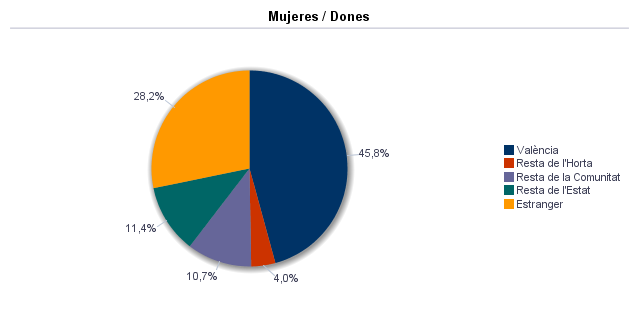 Mujeres / Dones
28,2%
45,8%
11,4%
10,7%
4,0%
València
Resta de l'Horta
Resta de la Comunitat
Resta de l'Estat
Estranger